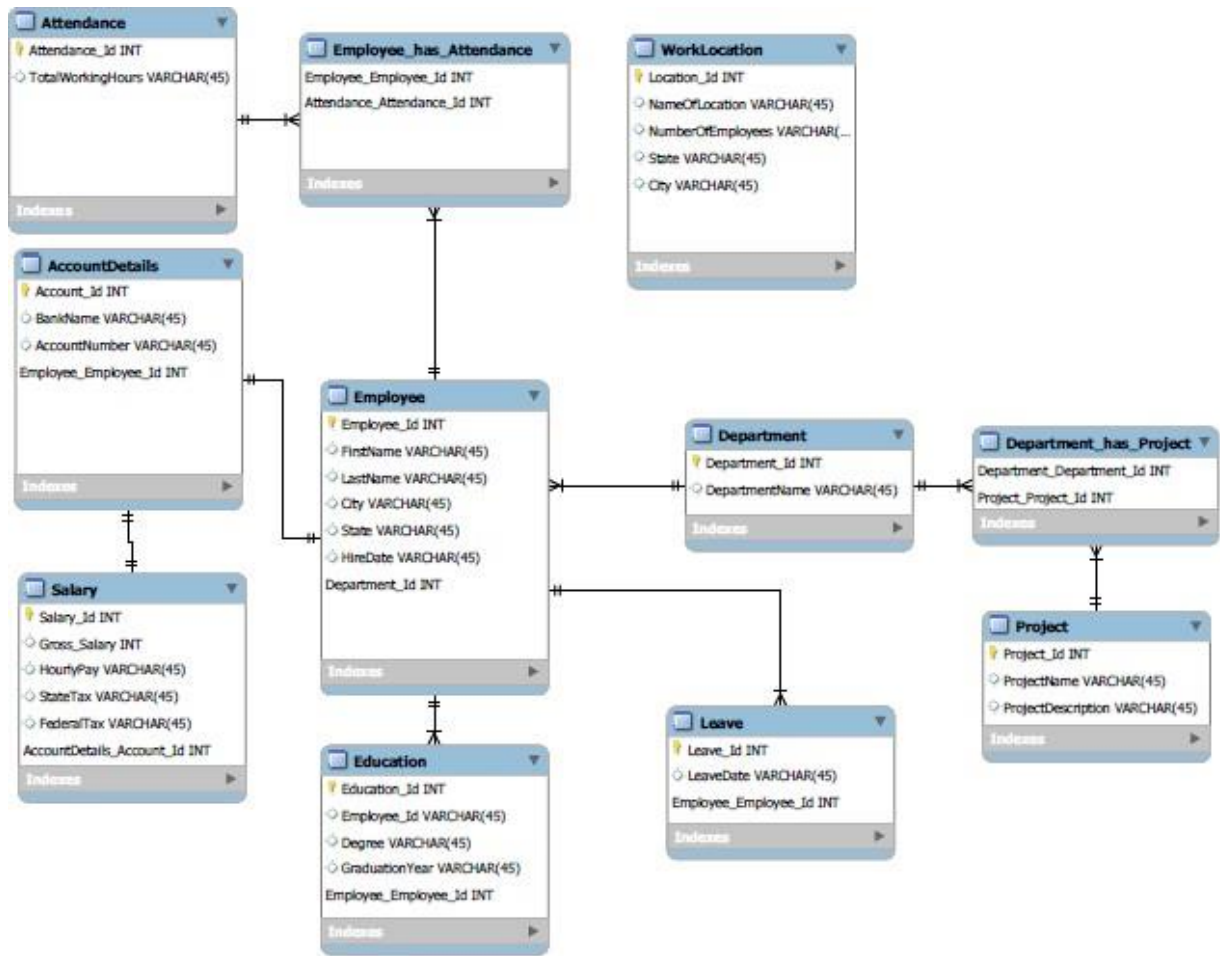 Attendance
Attendance_Id INT
TotalWorkingHours VARCHAR(45)
Indexes
Employee_has_Attendance
Employee_Employee_Id INT
Attendance_Attendance_Id INT
Indexes
WorkLocation
Location_Id INT
NameOfLocation VARCHAR(45)
NumberOfEmployees VARCHAR(...
State VARCHAR(45)
City VARCHAR(45)
Indexes
AccountDetails
Account_Id INT
BankName VARCHAR(45)
AccountNumber VARCHAR(45)
Employee_Employee_Id INT
Indexes
Employee
Employee_Id INT
FirstName VARCHAR(45)
LastName VARCHAR(45)
City VARCHAR(45)
State VARCHAR(45)
HireDate VARCHAR(45)
Department_Id INT
Indexes
Department
Department_Id INT
DepartmentName VARCHAR(45)
Indexes
Department_has_Project
Department_Department_Id INT
Project_Project_Id INT
Indexes
Salary
Salary_Id INT
Gross_Salary INT
HourlyPay VARCHAR(45)
StateTax VARCHAR(45)
FederalTax VARCHAR(45)
AccountDetails_Account_Id INT
Indexes
Education
Education_Id INT
Employee_Id VARCHAR(45)
Degree VARCHAR(45)
GraduationYear VARCHAR(45)
Employee_Employee_Id INT
Indexes
Leave
Leave_Id INT
LeaveDate VARCHAR(45)
Employee_Employee_Id INT
Indexes
Project
Project_Id INT
ProjectName VARCHAR(45)
ProjectDescription VARCHAR(45)
Indexes